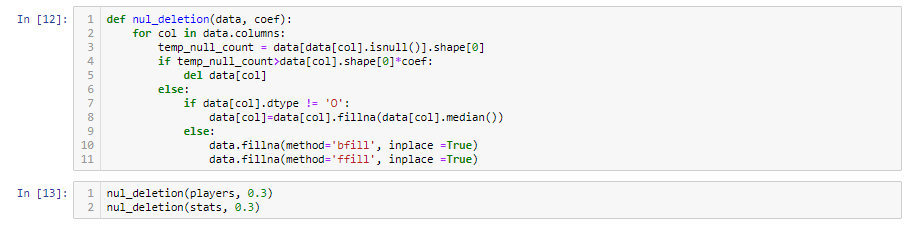 In [12]:
1 def nul_deletion(data, coef):
2     for col in data.columns:
3         temp_null_count = data[data[col].isnull()].shape[0]
4         if temp_null_count>data[col].shape[0]*coef:
5             del data[col]
6         else:
7             if data[col].dtype != 'O':
8                 data[col]=data[col].fillna(data[col].median())
9             else:
10                 data.fillna(method='bfill', inplace =True)
11                 data.fillna(method='ffill', inplace =True)
In [13]:
1 nul_deletion(players, 0.3)
2 nul_deletion(stats, 0.3)